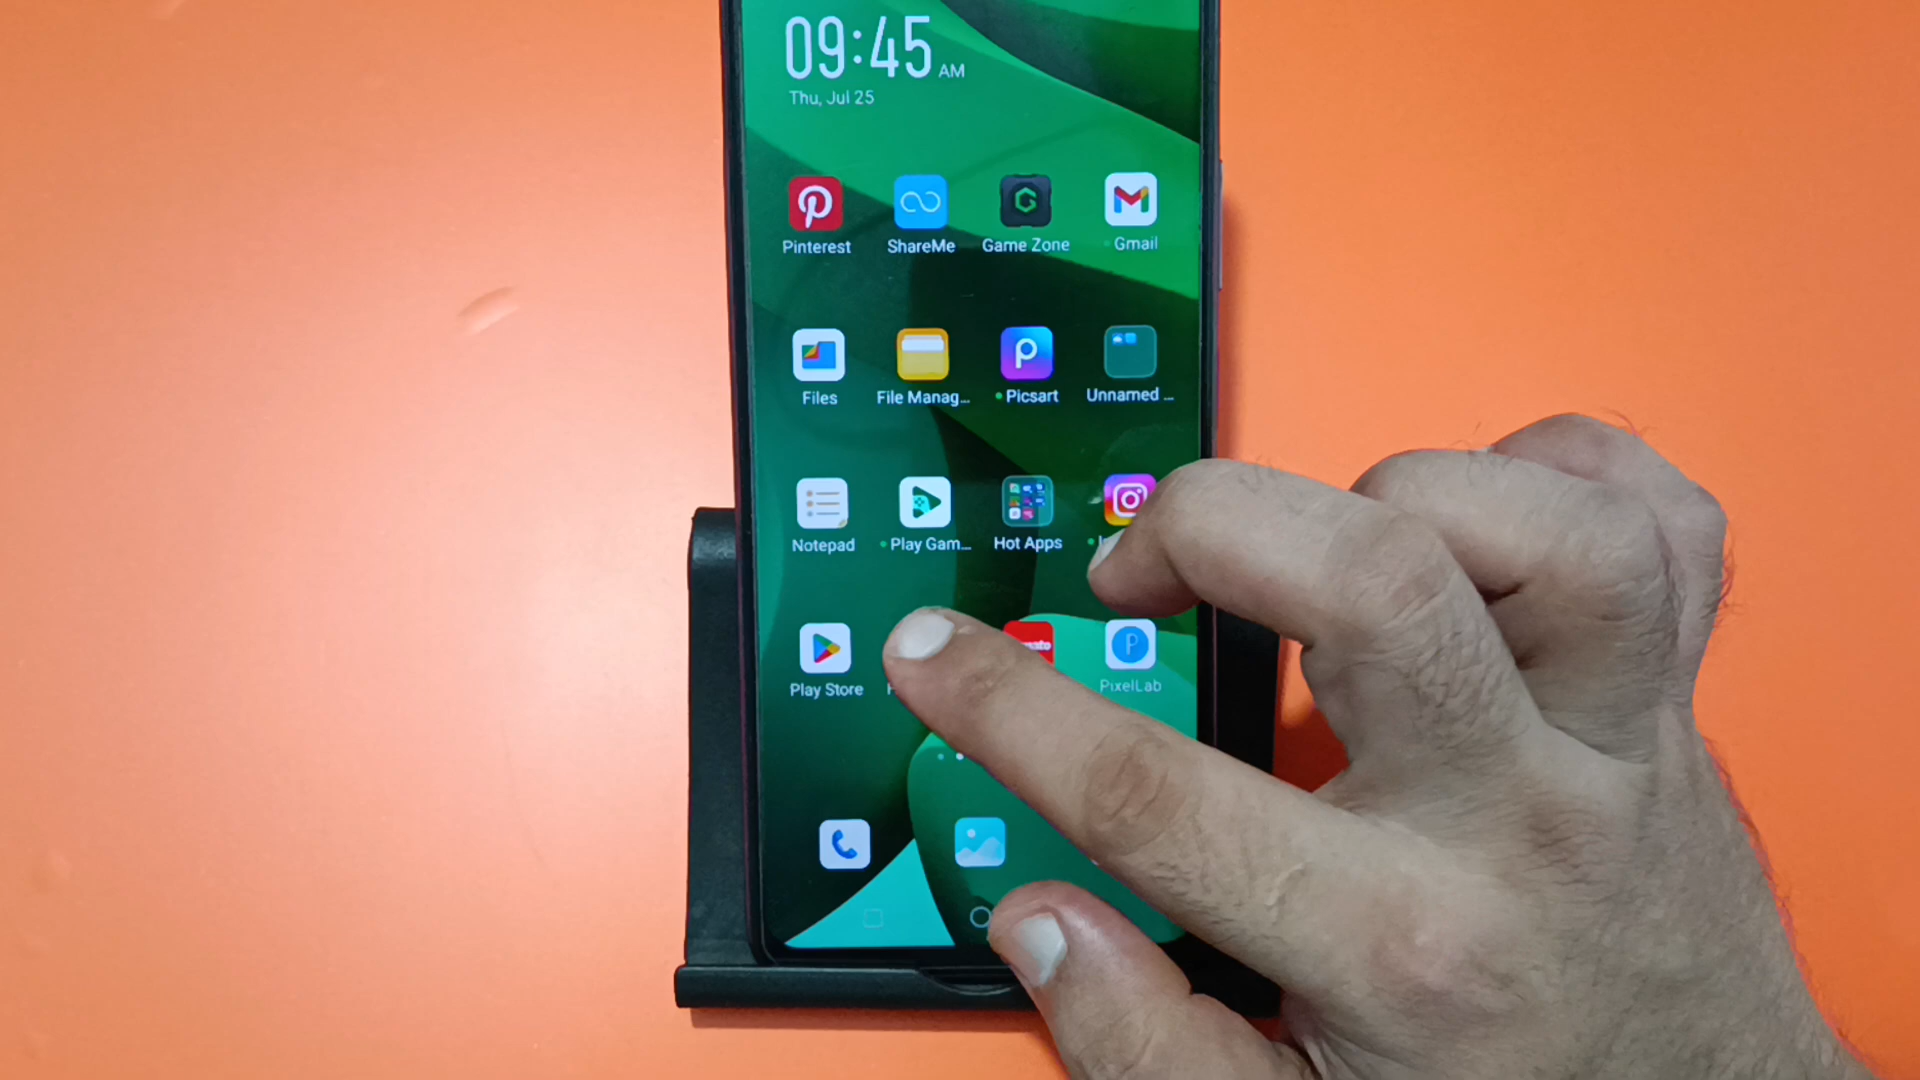 09:45 AM
Thu, Jul 25
Pinterest ShareMe Game Zone Gmail
Files File Manag... Picsart Unnamed ...
Notepad Play Gam... Hot Apps
Play Store PixelLab